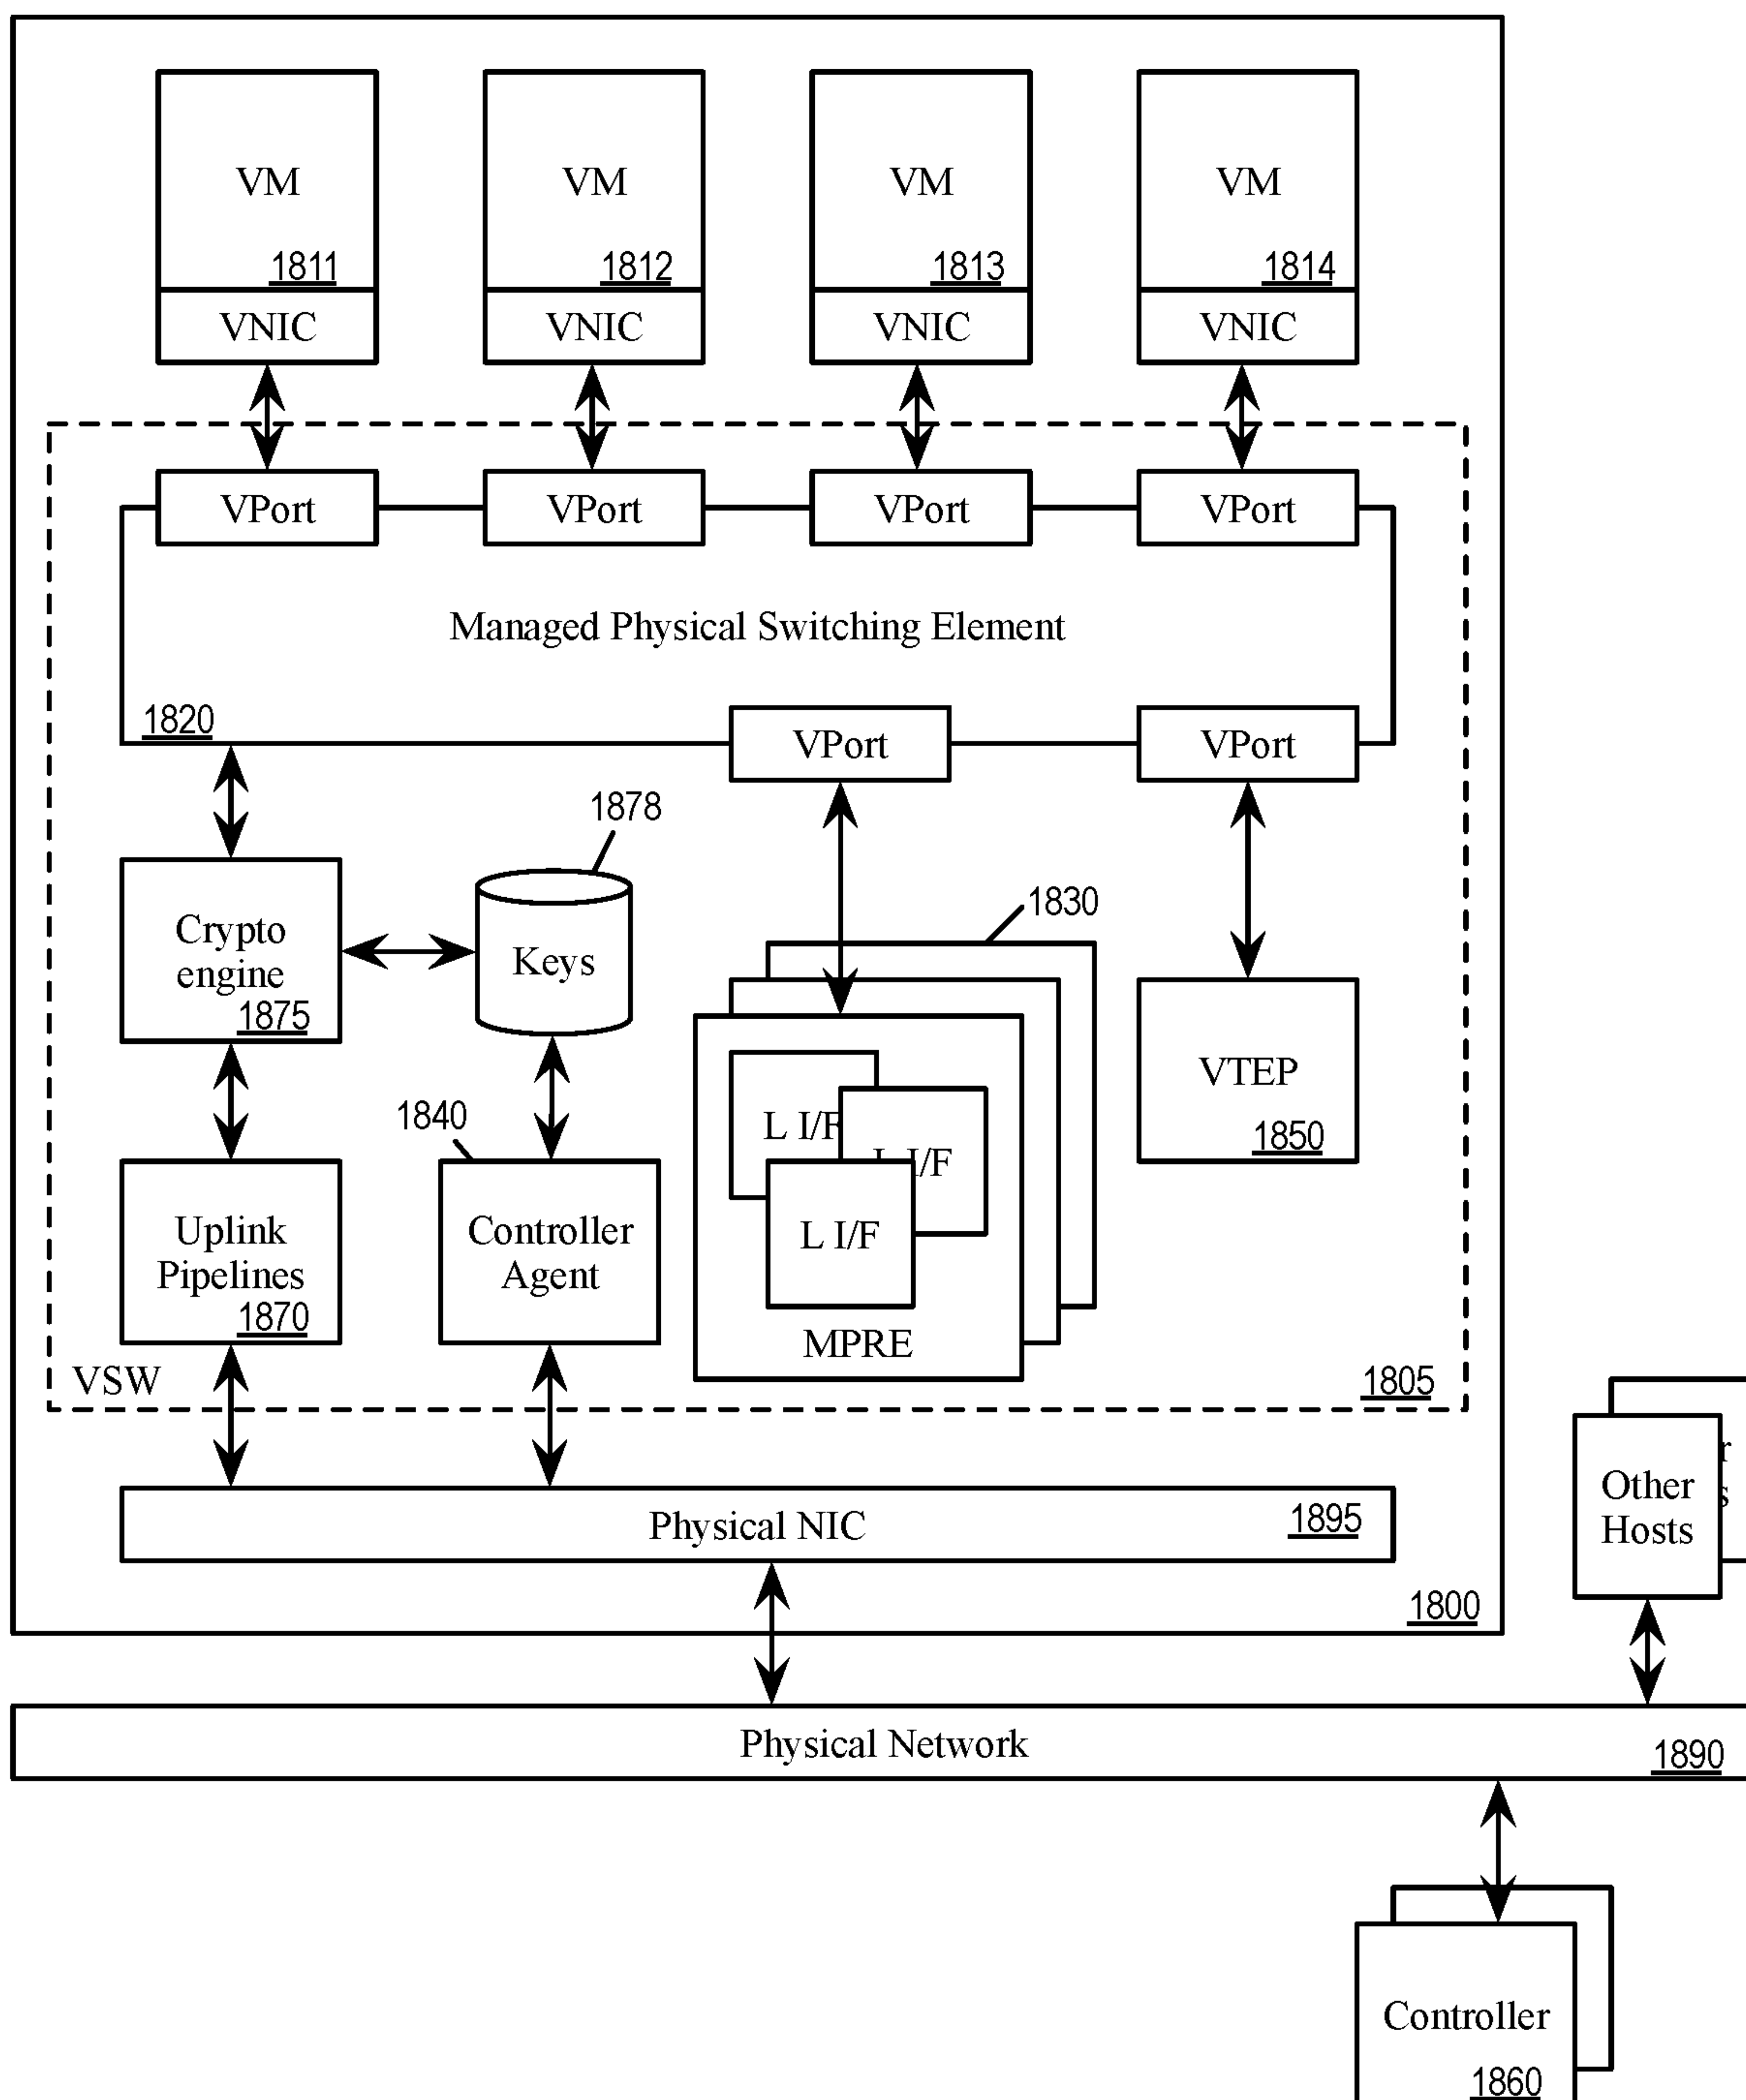 VM
1811
VNIC
VM
1812
VNIC
VM
1813
VNIC
VM
1814
VNIC
VPort
VPort
VPort
VPort
Managed Physical Switching Element
1820
VPort
VPort
1878
Crypto
engine
1875
Keys
1830
1840
VTEP
1850
Uplink
Pipelines
1870
Controller
Agent
L I/F
I/F
L I/F
MPRE
VSW
1805
Physical NIC
1895
1800
Other
Hosts
r
s
Physical Network
1890
Controller
1860